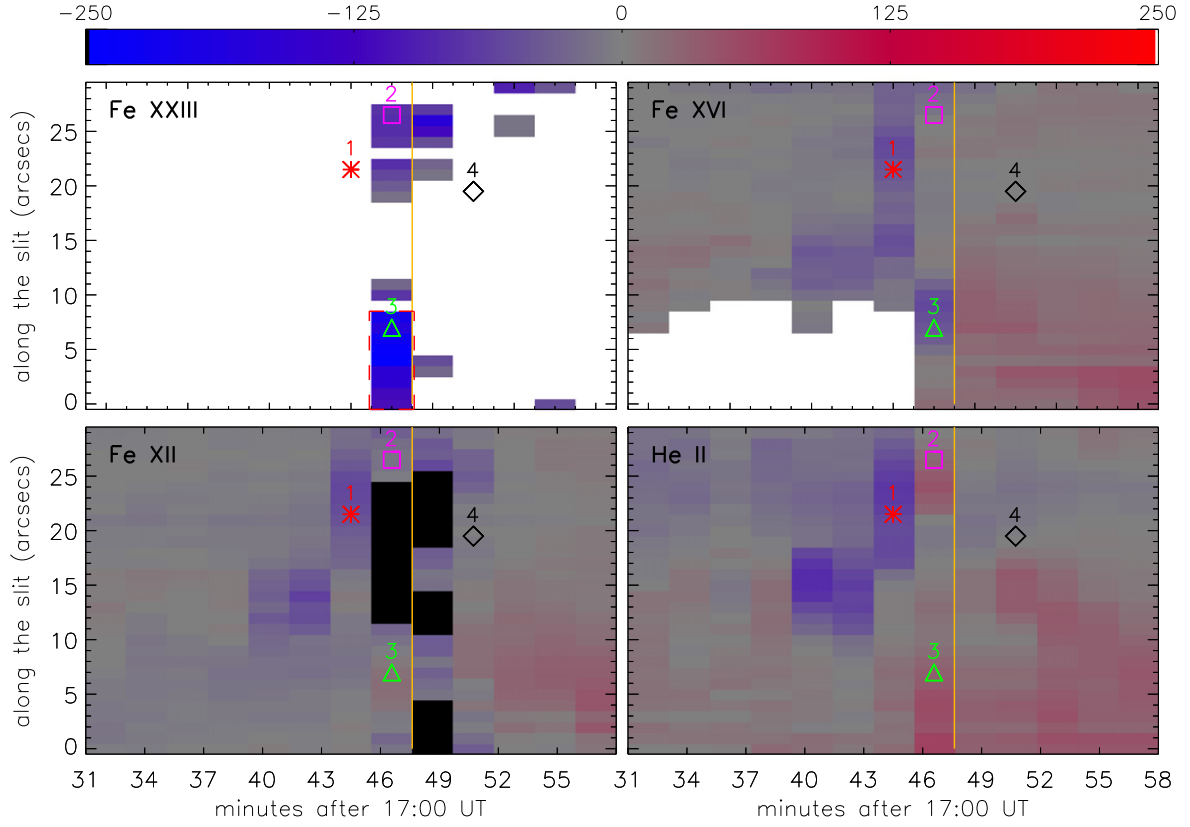 -250 -125 0 125 250
Fe XXIII 2 Fe XVI 2
25
1 4 1 4
20
15
10
3 3
5
0
along the slit (arcsecs)
Fe XII 2 He II 2
25
1 4 1 4
20
15
10
3 3
5
0
along the slit (arcsecs)
31 34 37 40 43 46 49 52 55 31 34 37 40 43 46 49 52 55 58
minutes after 17:00 UT minutes after 17:00 UT